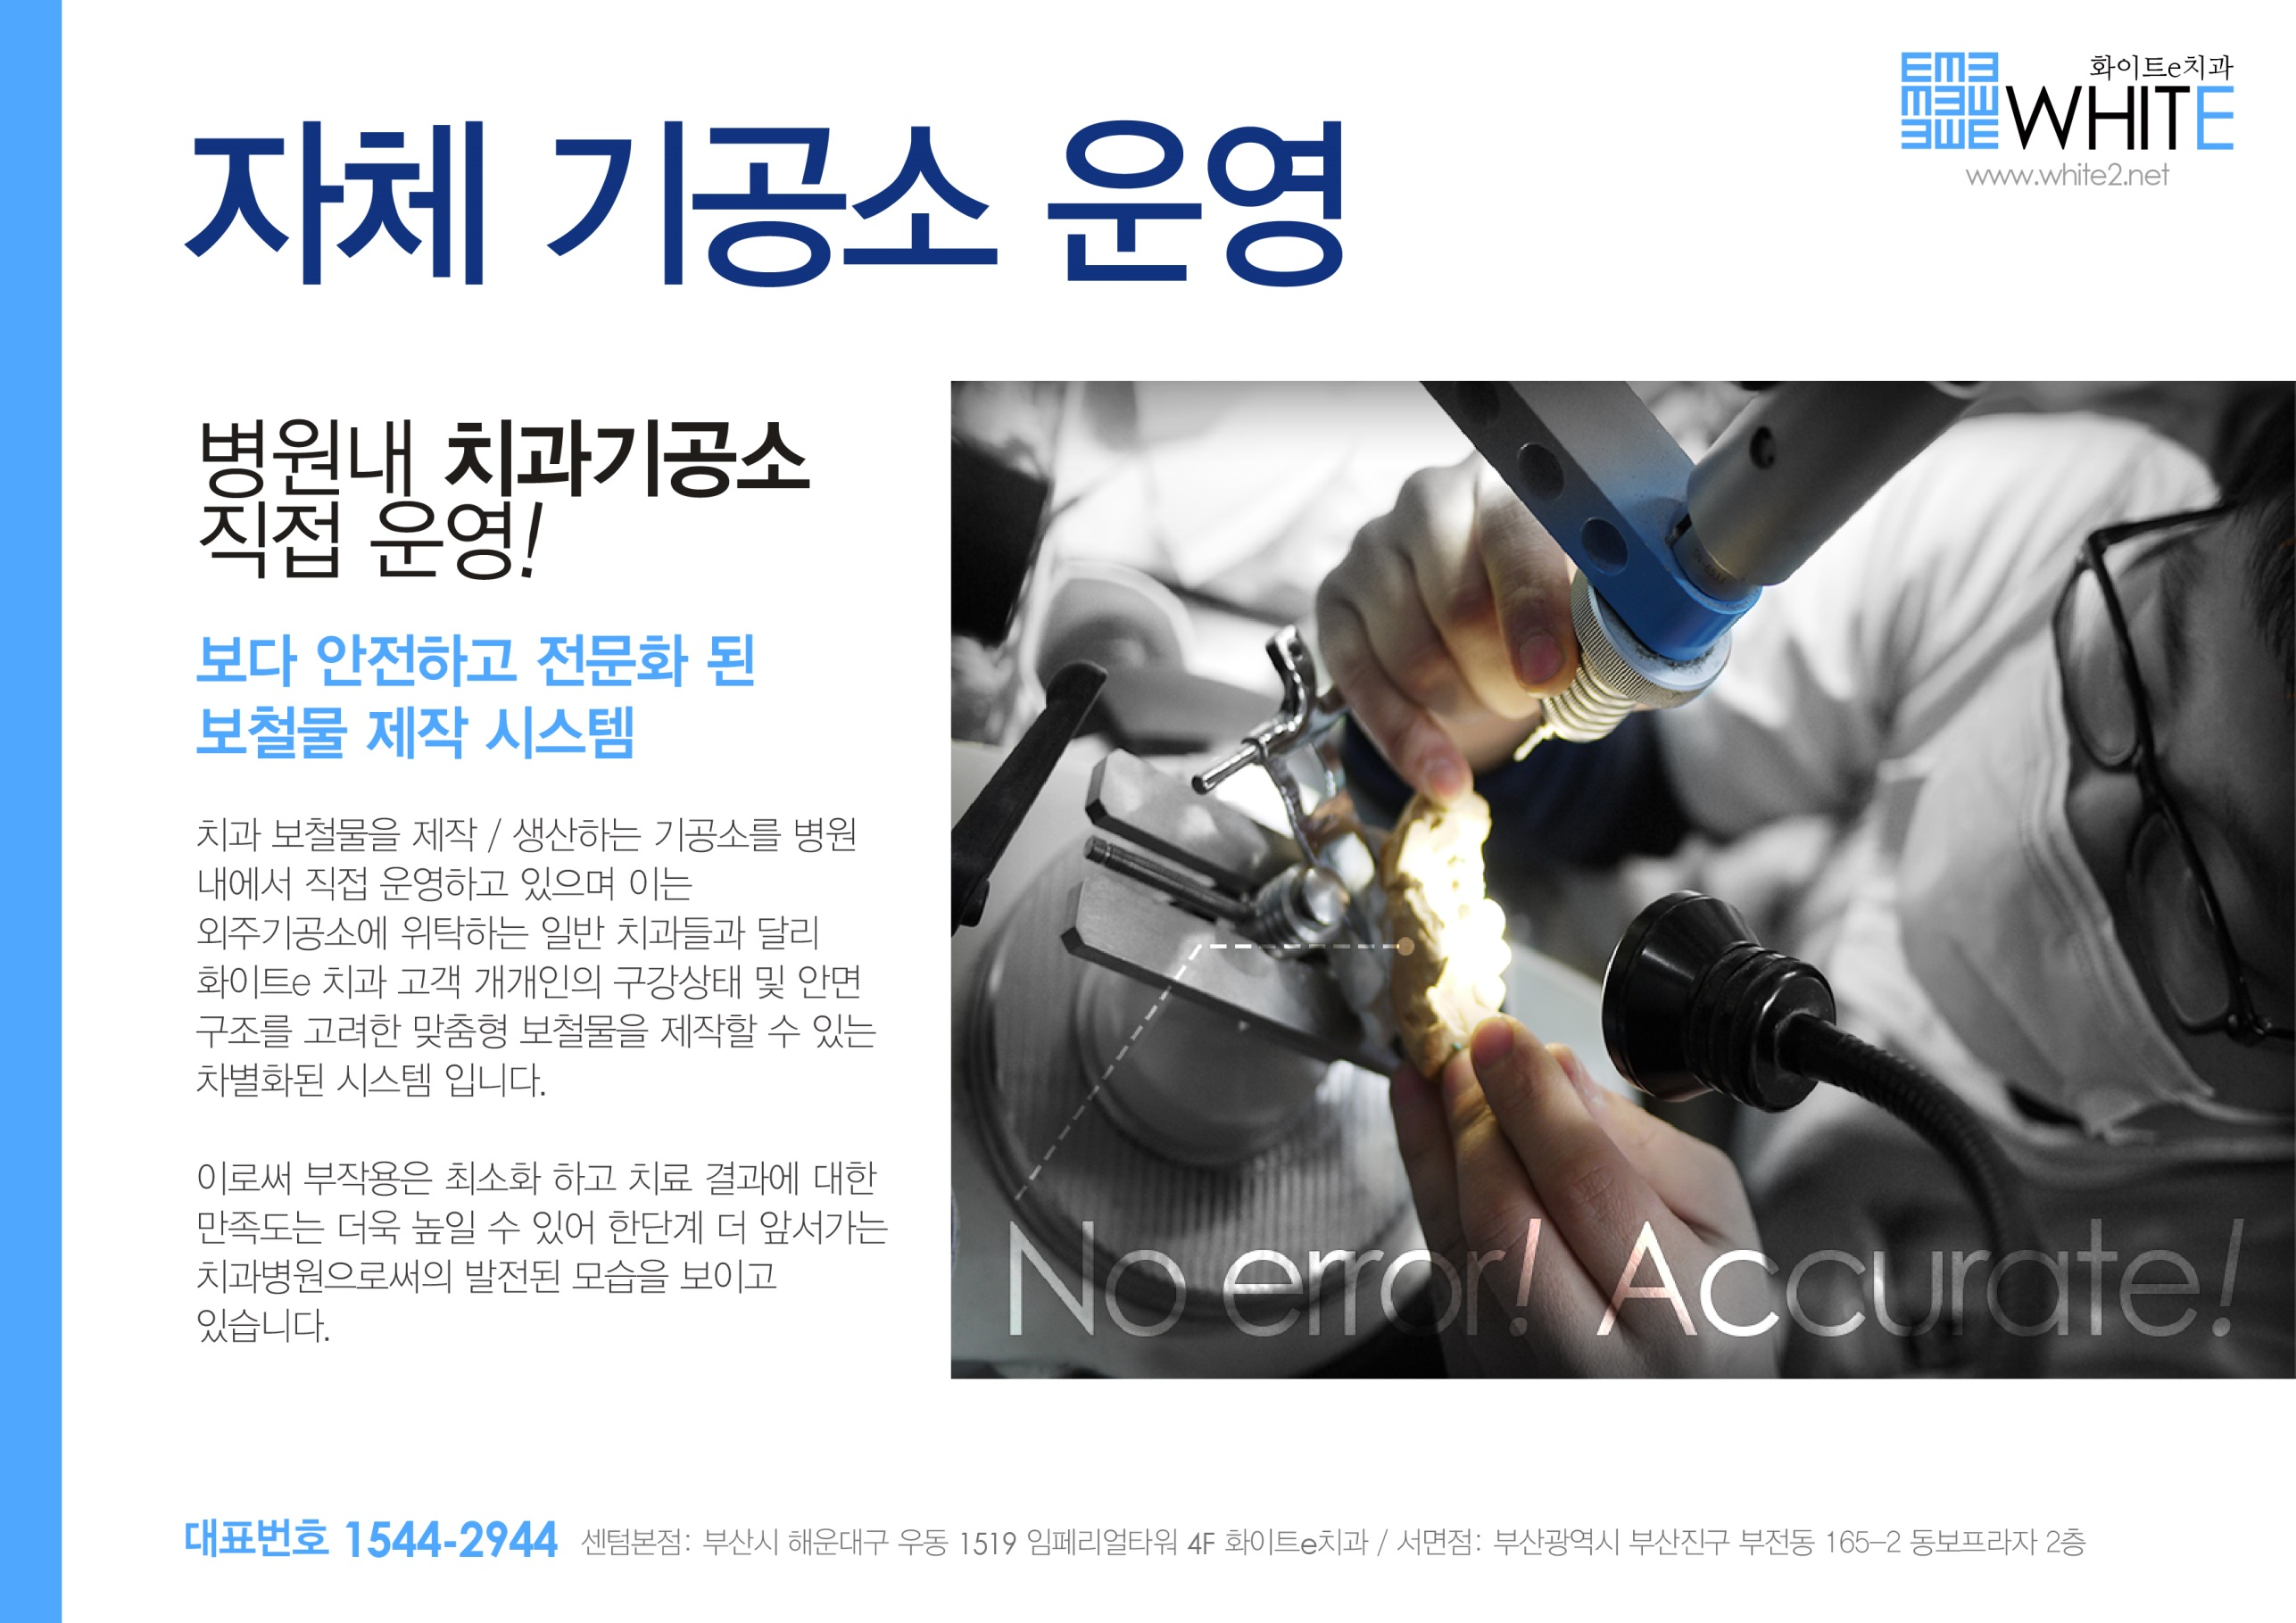 자체 기공소 운영
화이트e치과
WHITE
www.white2.net
병원내 치과기공소
직접 운영!
보다 안전하고 전문화 된
보철물 제작 시스템
치과 보철물을 제작 / 생산하는 기공소를 병원
내에서 직접 운영하고 있으며 이는
외주기공소에 위탁하는 일반 치과들과 달리
화이트e 치과 고객 개개인의 구강상태 및 안면
구조를 고려한 맞춤형 보철물을 제작할 수 있는
차별화된 시스템 입니다.
이로써 부작용은 최소화 하고 치료 결과에 대한
만족도는 더욱 높일 수 있어 한단계 더 앞서가는
치과병원으로써의 발전된 모습을 보이고
있습니다.
No error! Accurate!
대표번호 1544-2944 센텀본점: 부산시 해운대구 우동 1519 임페리얼타워 4F 화이트e치과 / 서면점: 부산광역시 부산진구 부전동 165-2 동보프라자 2층